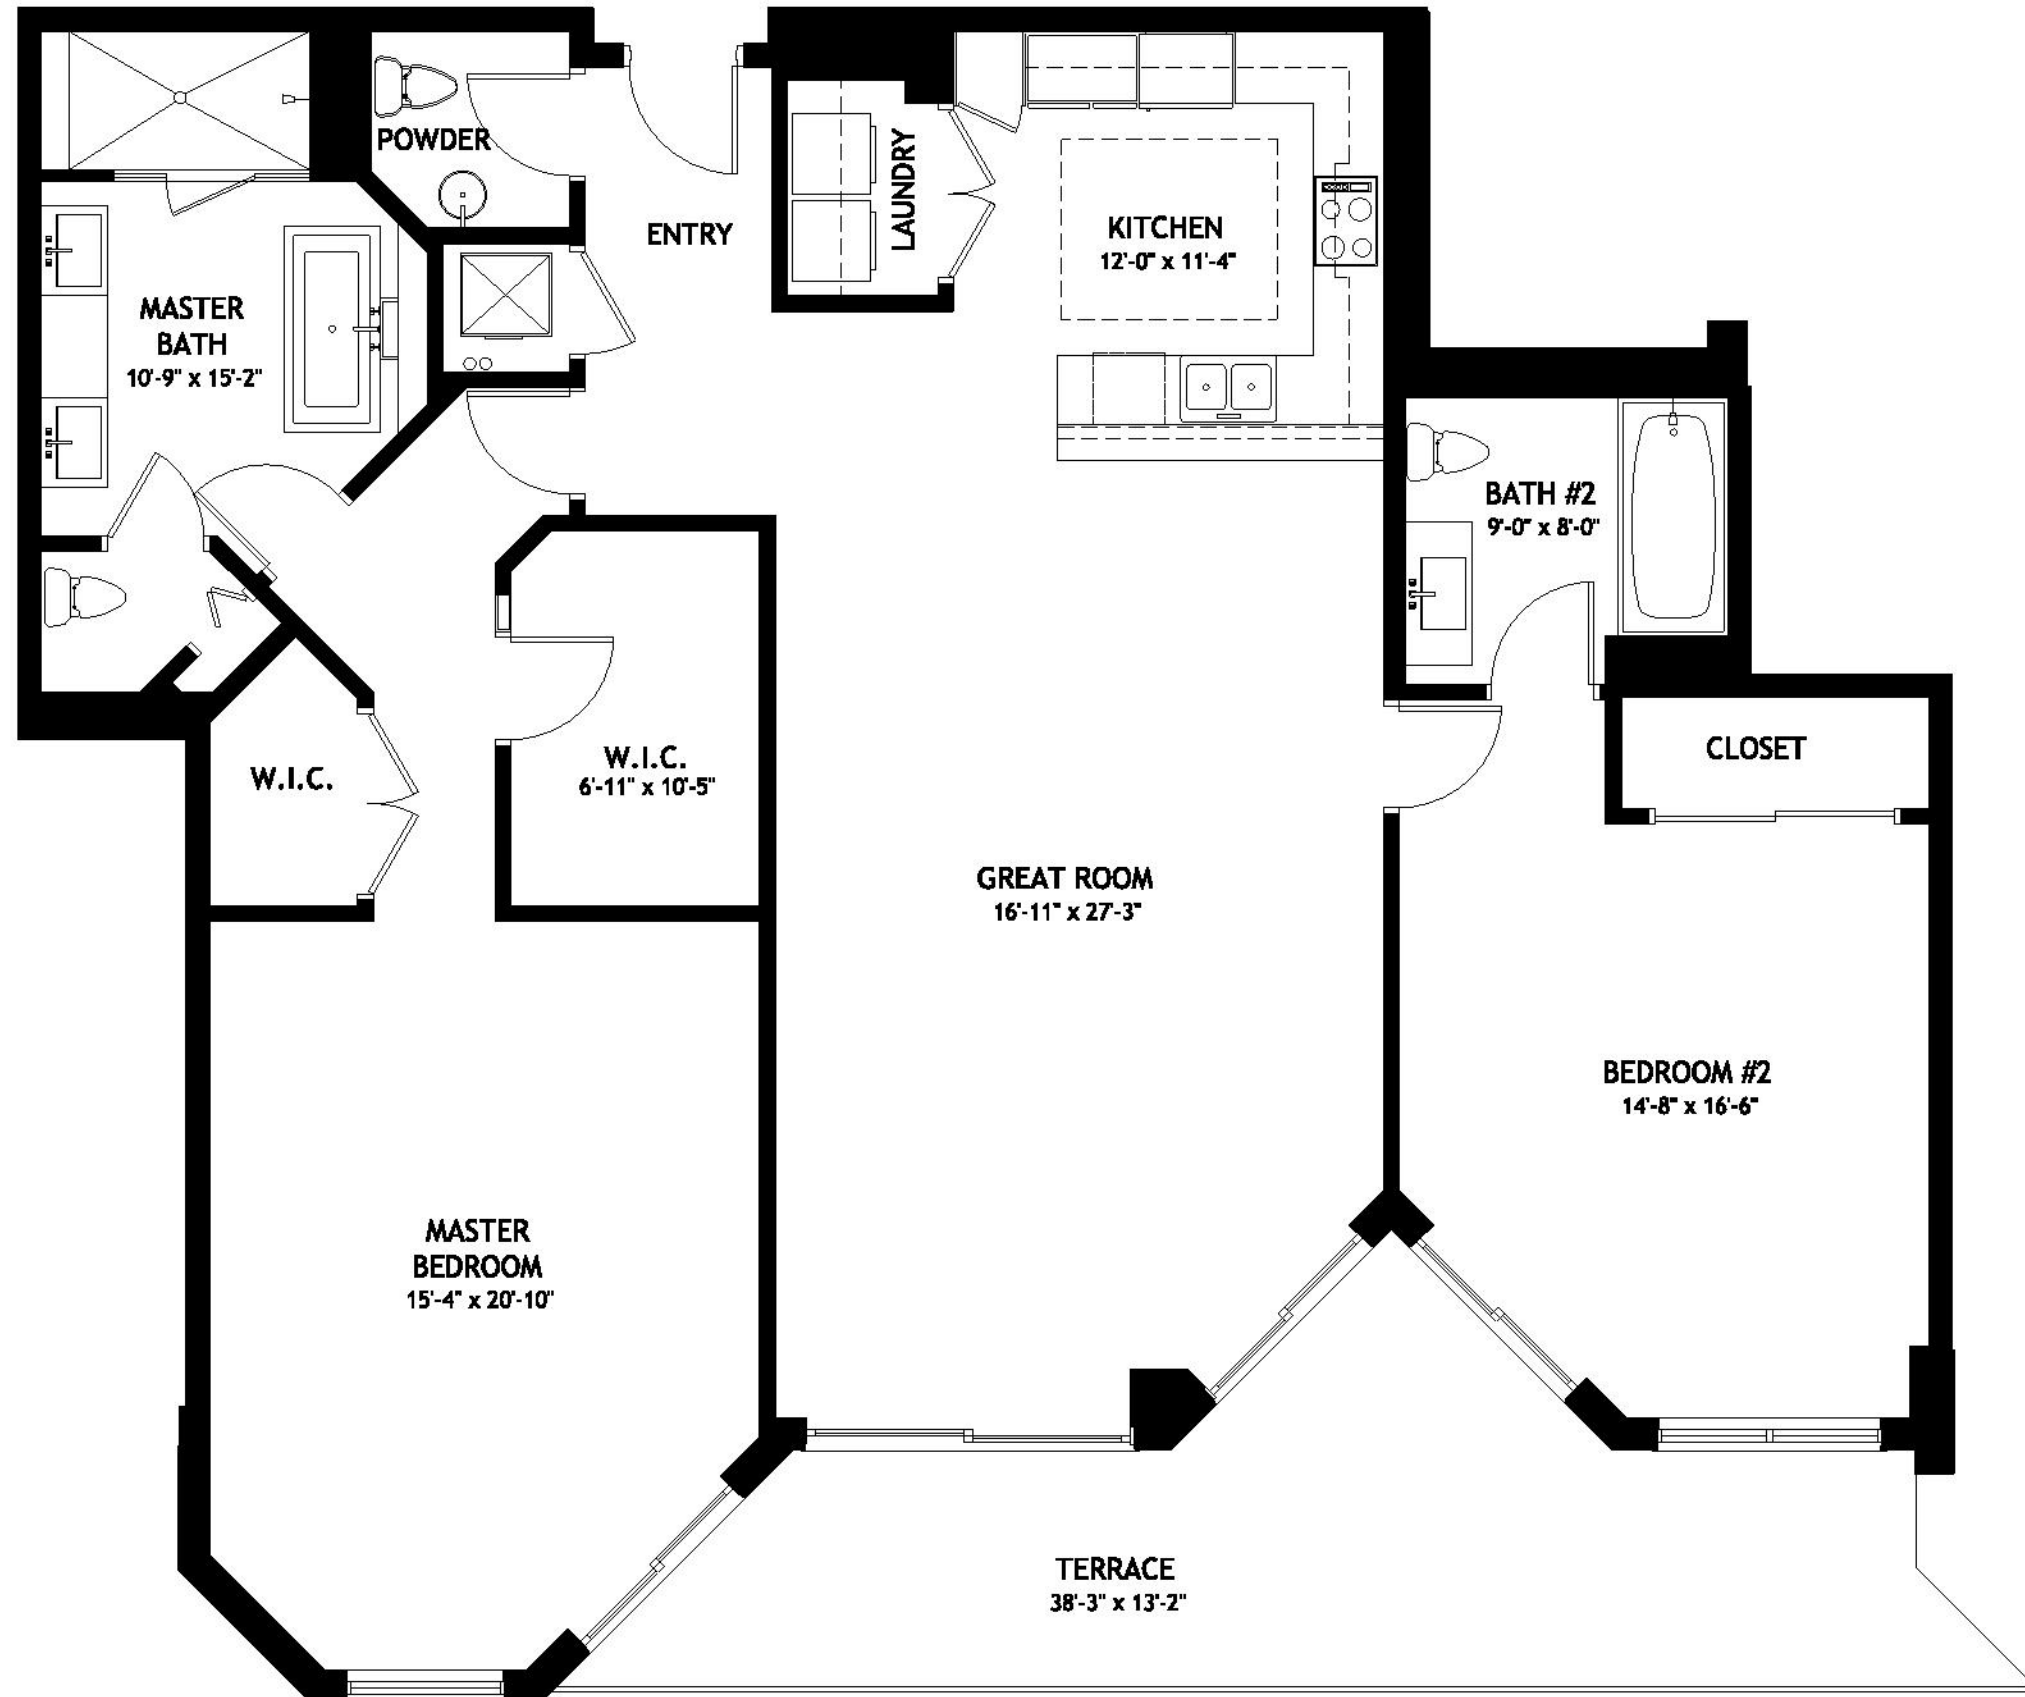 POWDER
ENTRY
LAUNDRY
KITCHEN
12'-0" x 11'-4"
MASTER
BATH
10'-9" x 15'-2"
BATH #2
9'-0" x 8'-0"
W.I.C.
W.I.C.
6'-11" x 10'-5"
CLOSET
GREAT ROOM
16'-11" x 27'-3"
BEDROOM #2
14'-8" x 16'-6"
MASTER
BEDROOM
15'-4" x 20'-10"
TERRACE
38'-3" x 13'-2"